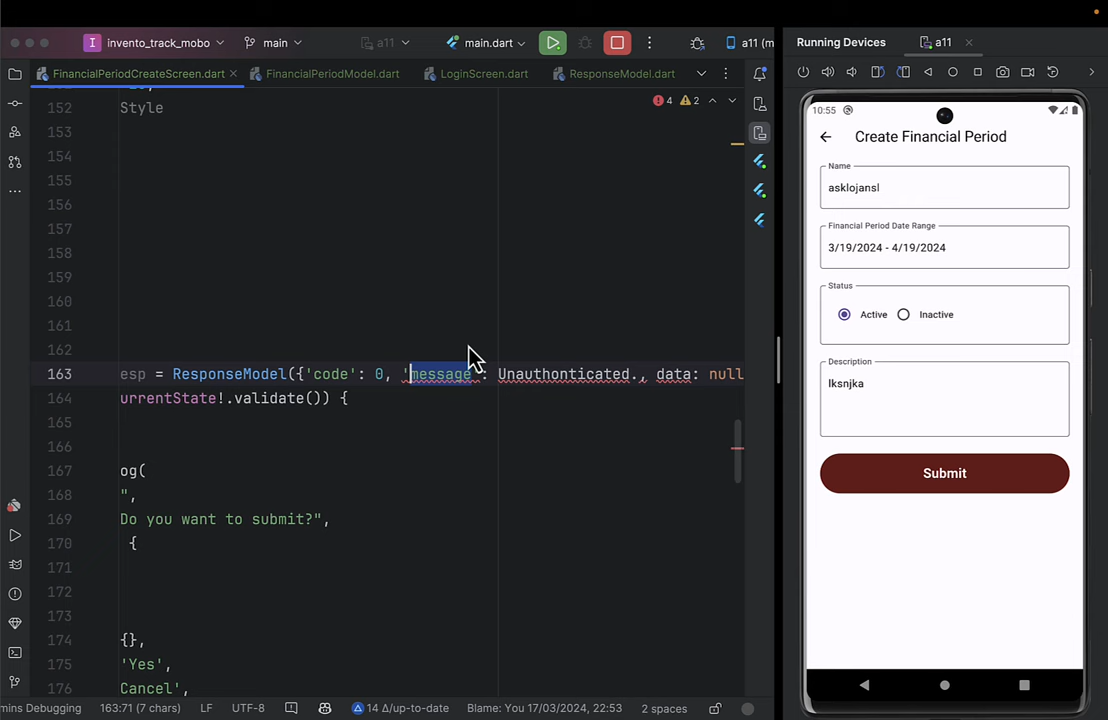 invento_track_mobo
main
a11
main.dart
a11 (m
Running Devices
a11
FinancialPeriodCreateScreen.dart
FinancialPeriodModel.dart
LoginScreen.dart
ResponseModel.dart
4
2
152
Style
153
154
155
156
157
158
159
160
161
162
163
esp = ResponseModel({'code': 0, 'message': Unauthonticated., data: null
164
urrentState!.validate()) {
165
166
167
og(
168
",
169
Do you want to submit?",
170
{
171
172
173
174
{},
175
'Yes',
176
Cancel',
mins Debugging
163:71 (7 chars)
LF
UTF-8
14 Δ/up-to-date
Blame: You 17/03/2024, 22:53
2 spaces
10:55
Create Financial Period
Name
asklojansl
Financial Period Date Range
3/19/2024 - 4/19/2024
Status
Active
Inactive
Description
lksnjka
Submit